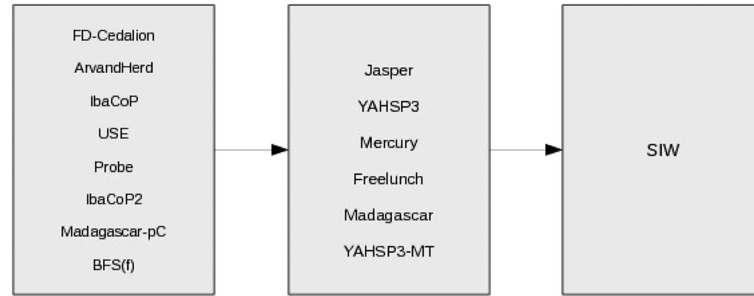 FD-Cedalion
ArvandHerd
IbaCoP
USE
Probe
IbaCoP2
Madagascar-pC
BFS(f)
Jasper
YAHSP3
Mercury
Freelunch
Madagascar
YAHSP3-MT
SIW